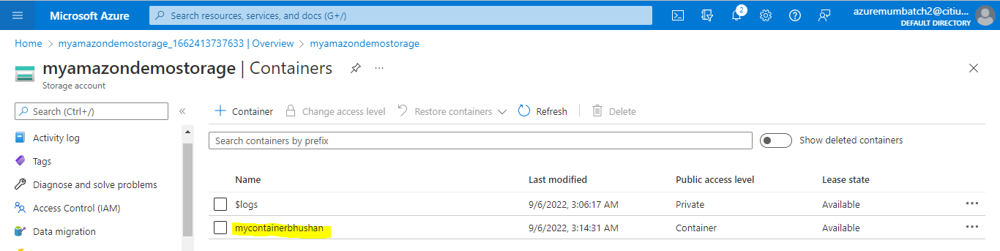 Microsoft Azure
Search resources, services, and docs (G+/)
2
azuremumbatch2@citiu...
DEFAULT DIRECTORY
Home > myamazondemostorage_1662413737633 | Overview > myamazondemostorage
myamazondemostorage | Containers
...
Storage account
Search (Ctrl+/)
«
+ Container
Change access level
Restore containers
Refresh
Delete
Activity log
Tags
Diagnose and solve problems
Access Control (IAM)
Data migration
Search containers by prefix
Show deleted containers
Name Last modified Public access level Lease state
$logs 9/6/2022, 3:06:17 AM Private Available ...
mycontainerbhushan 9/6/2022, 3:14:31 AM Container Available ...